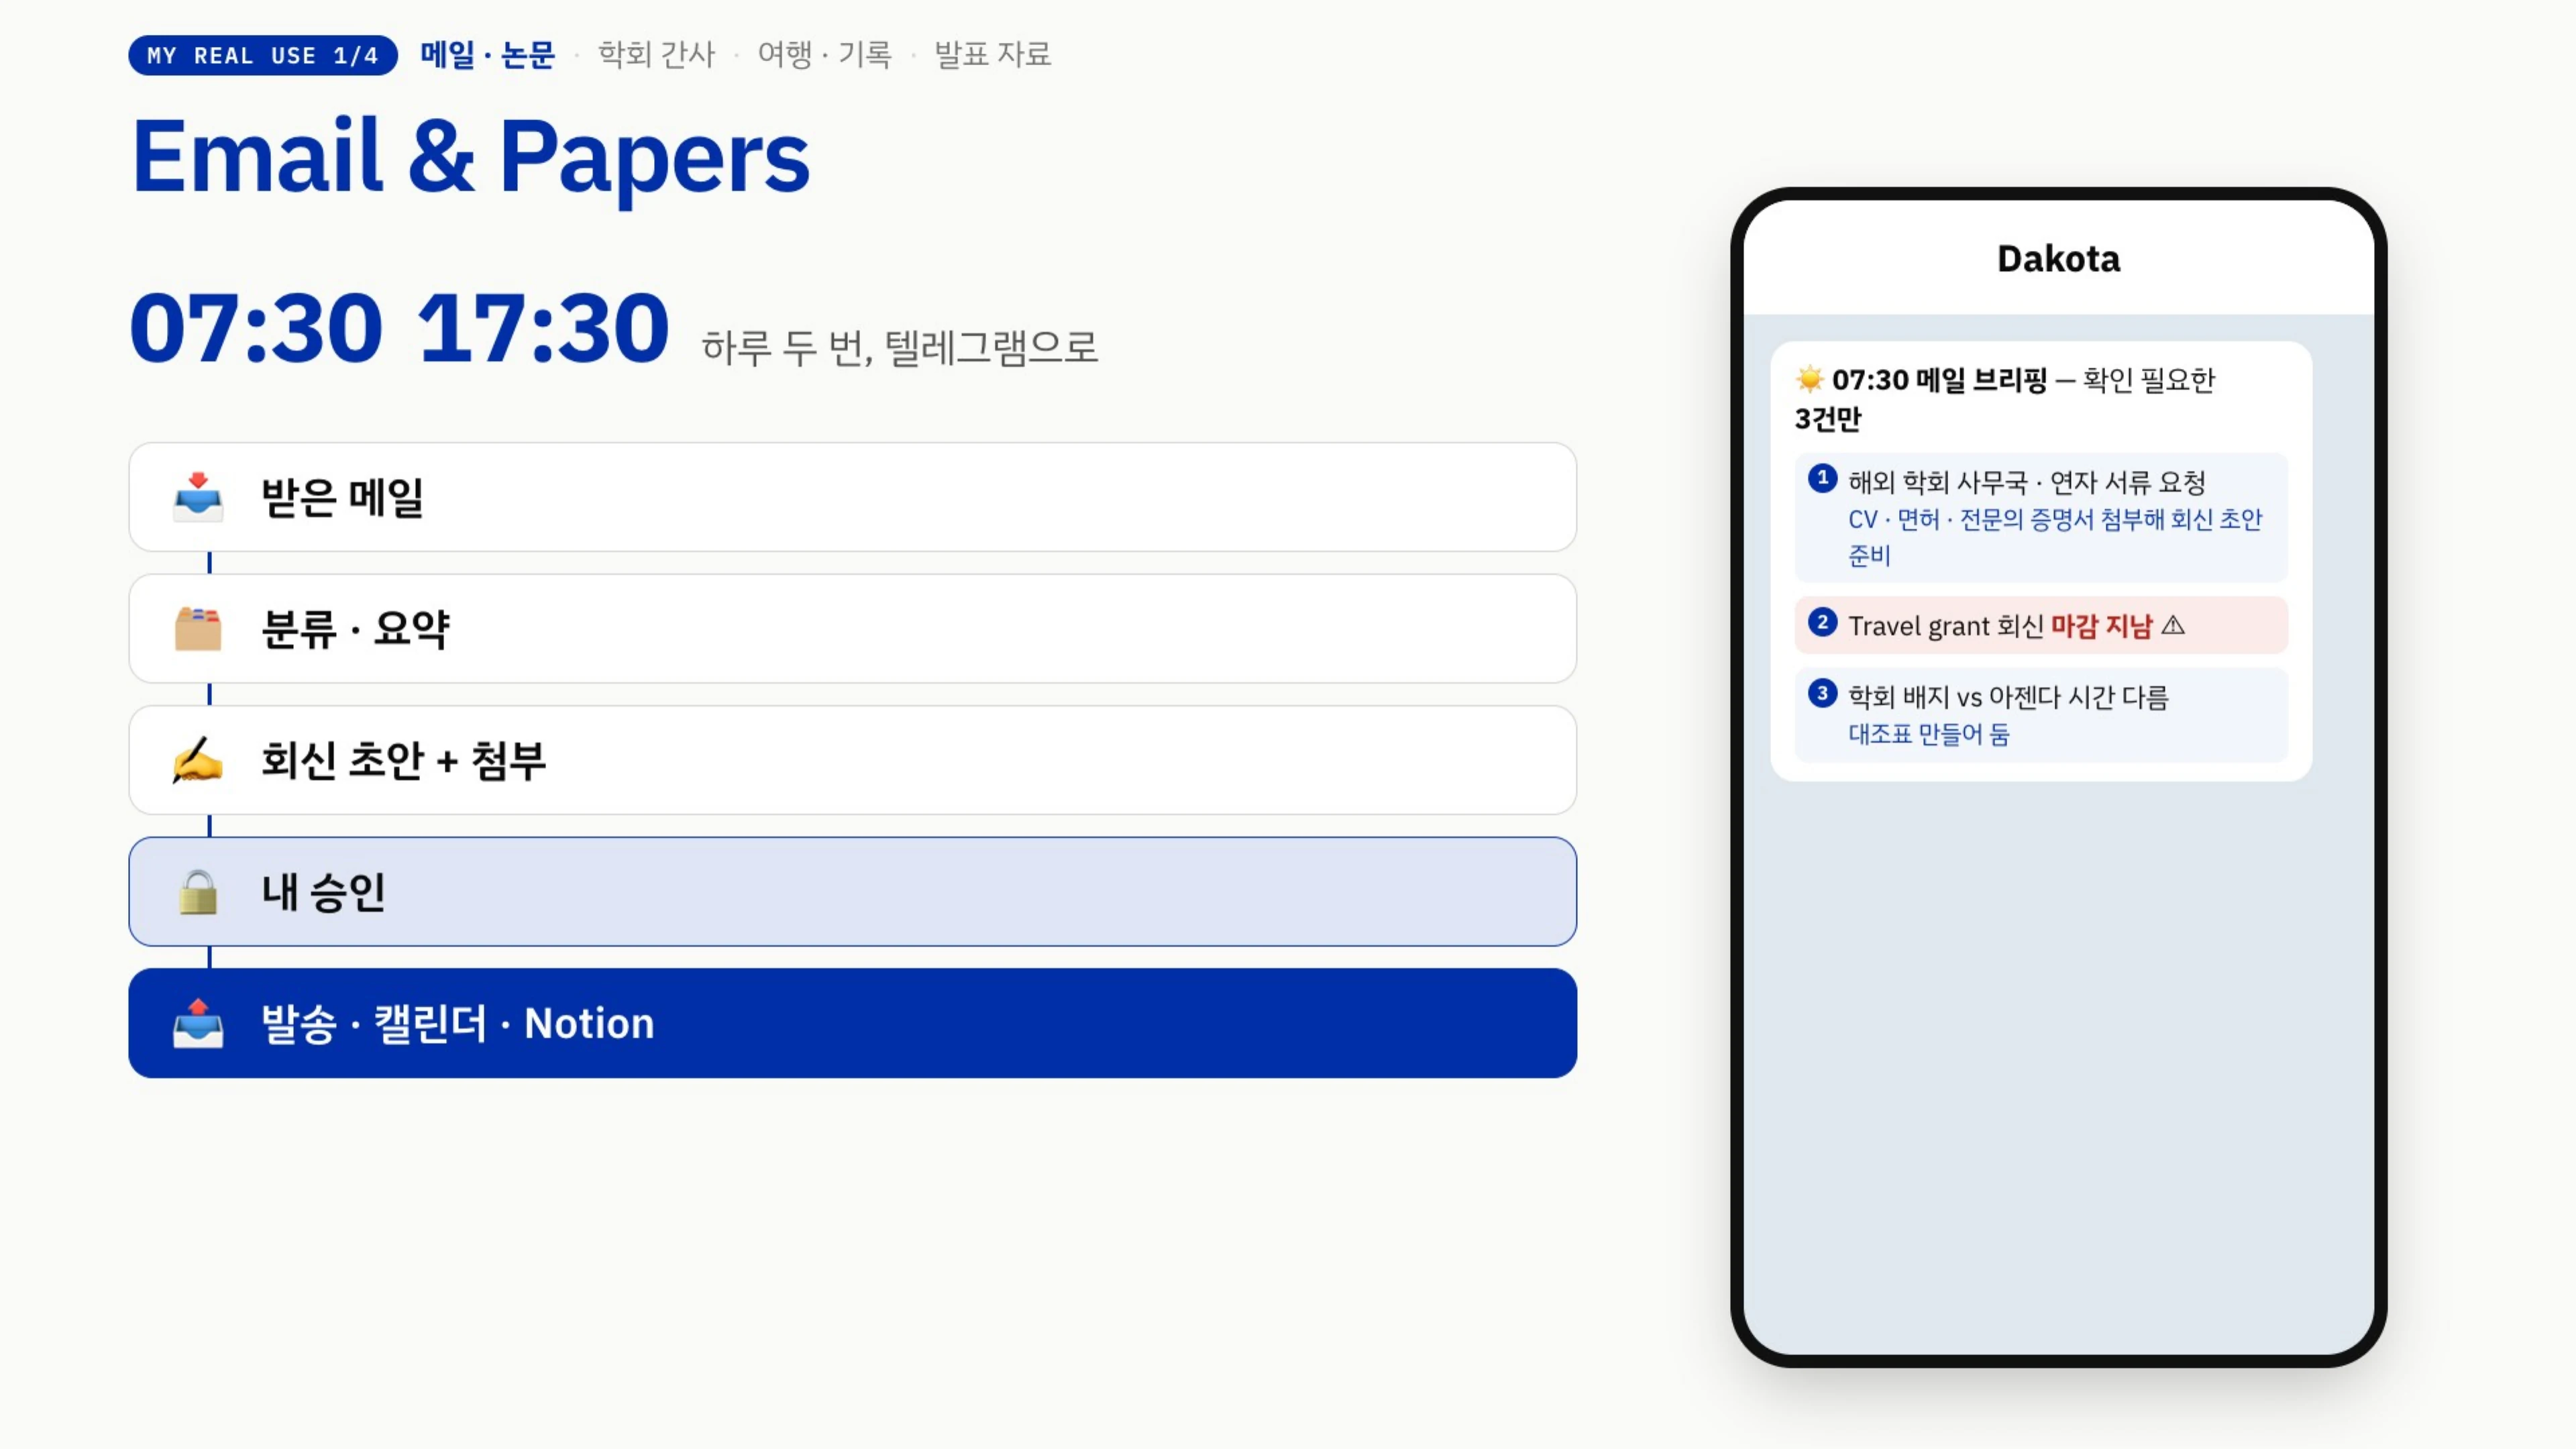 MY REAL USE 1/4 메일 · 논문 · 학회 간사 · 여행 · 기록 · 발표 자료
Email & Papers
07:30 17:30 하루 두 번, 텔레그램으로
받은 메일
분류 · 요약
회신 초안 + 첨부
내 승인
발송 · 캘린더 · Notion
Dakota
☀️ 07:30 메일 브리핑 — 확인 필요한
3건만
1 해외 학회 사무국 · 연자 서류 요청
CV · 면허 · 전문의 증명서 첨부해 회신 초안
준비
2 Travel grant 회신 마감 지남 ⚠
3 학회 배지 vs 아젠다 시간 다름
대조표 만들어 둠